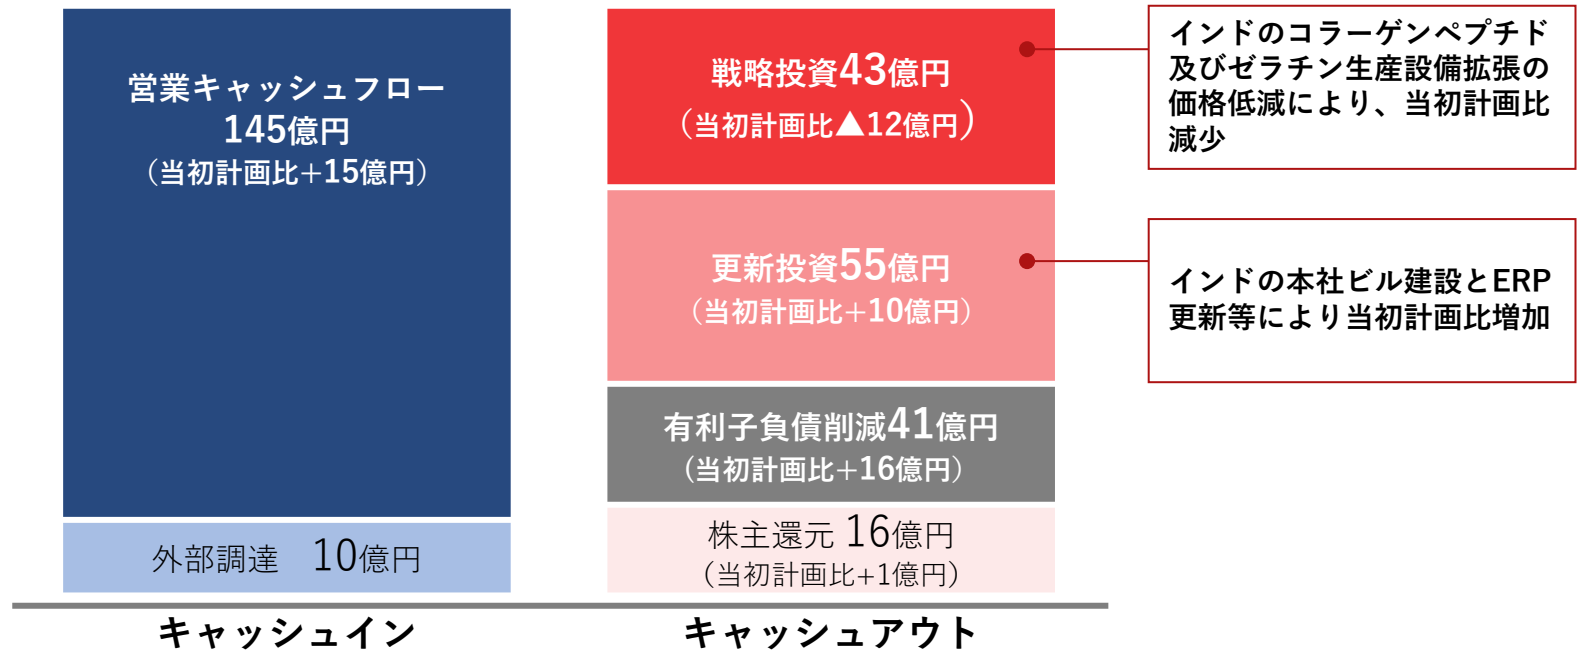 営業キャッシュフロー
145億円
（当初計画比+15億円）
外部調達　10億円
キャッシュイン
戦略投資43億円
（当初計画比▲12億円）
更新投資55億円
（当初計画比+10億円）
有利子負債削減41億円
（当初計画比+16億円）
株主還元 16億円
（当初計画比+1億円）
キャッシュアウト
インドのコラーゲンペプチド
及びゼラチン生産設備拡張の
価格低減により、当初計画比
減少
インドの本社ビル建設とERP
更新等により当初計画比増加